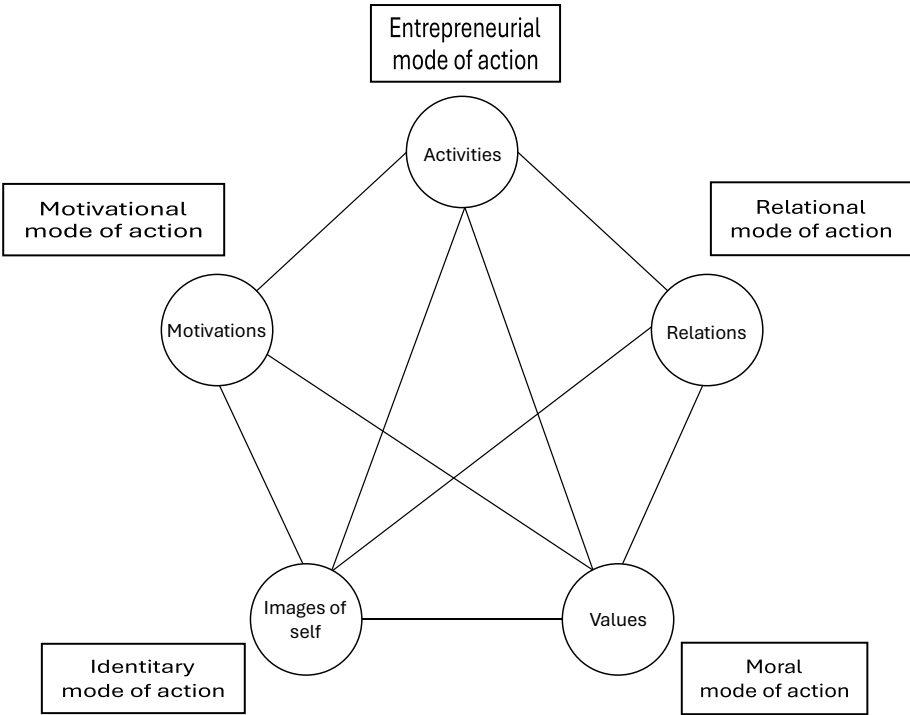 Entrepreneurial
mode of action
Activities
Motivational
mode of action
Relational
mode of action
Motivations
Relations
Images of
self
Values
Identitary
mode of action
Moral
mode of action